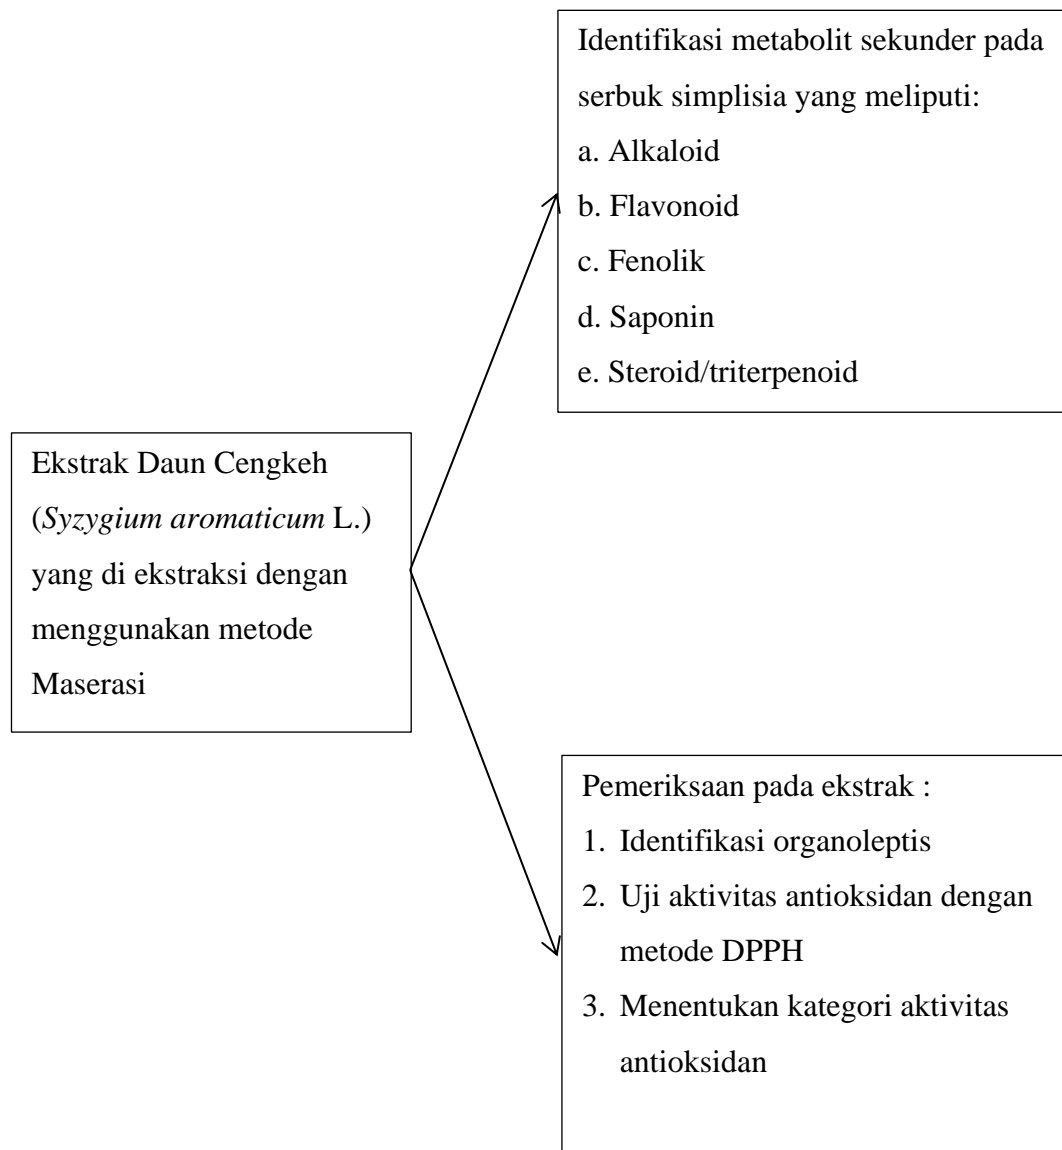 Identifikasi metabolit sekunder pada
serbuk simplisia yang meliputi:
a. Alkaloid
b. Flavonoid
c. Fenolik
d. Saponin
e. Steroid/triterpenoid
Ekstrak Daun Cengkeh
(Syzygium aromaticum L.)
yang di ekstraksi dengan
menggunakan metode
Maserasi
Pemeriksaan pada ekstrak :
1. Identifikasi organoleptis
2. Uji aktivitas antioksidan dengan
metode DPPH
3. Menentukan kategori aktivitas
antioksidan